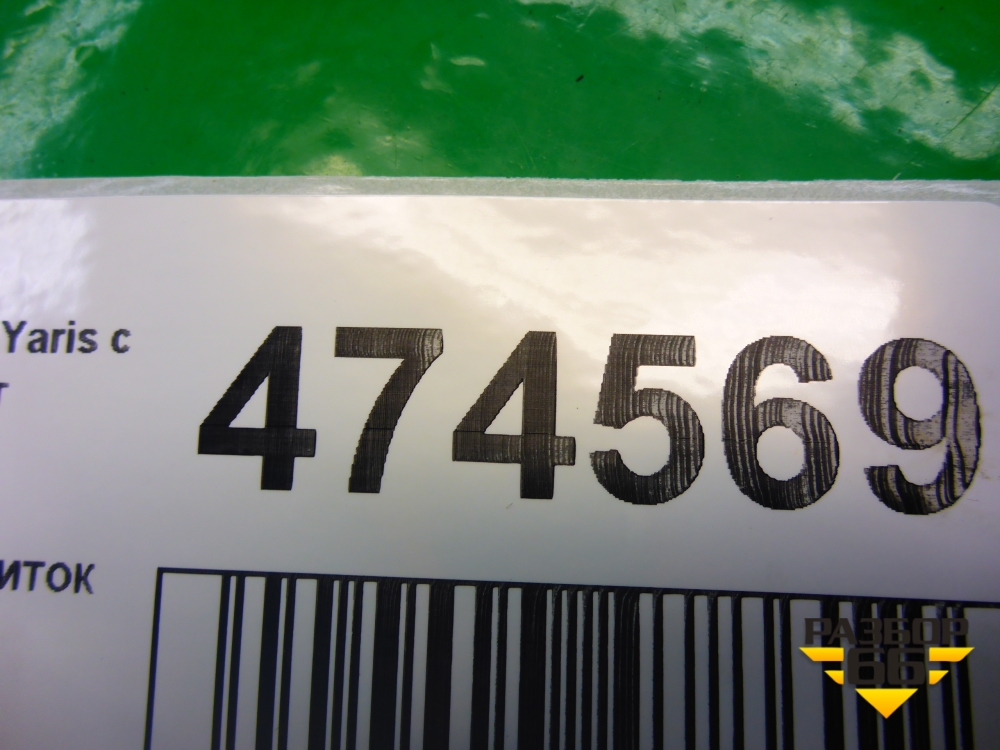 Yaris с
474569
т
иток
РАЗБОР
66